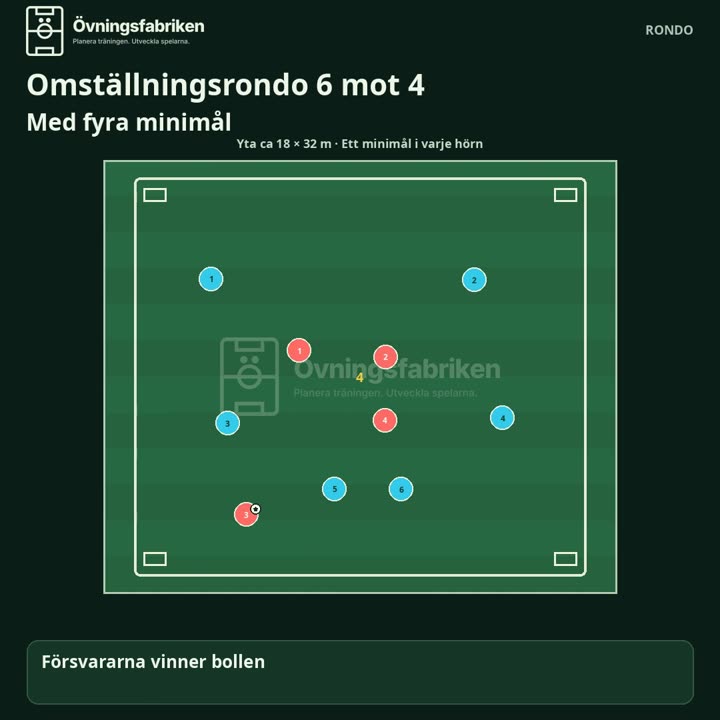 Övningsfabriken
Planera träningen. Utveckla spelarna.
RONDO
Omställningsrondo 6 mot 4
Med fyra minimål
Yta ca 18 × 32 m · Ett minimål i varje hörn
1
2
1
2
Övningsfabriken
4
Planera träningen. Utveckla spelarna.
3
4
4
5
6
3
Försvararna vinner bollen